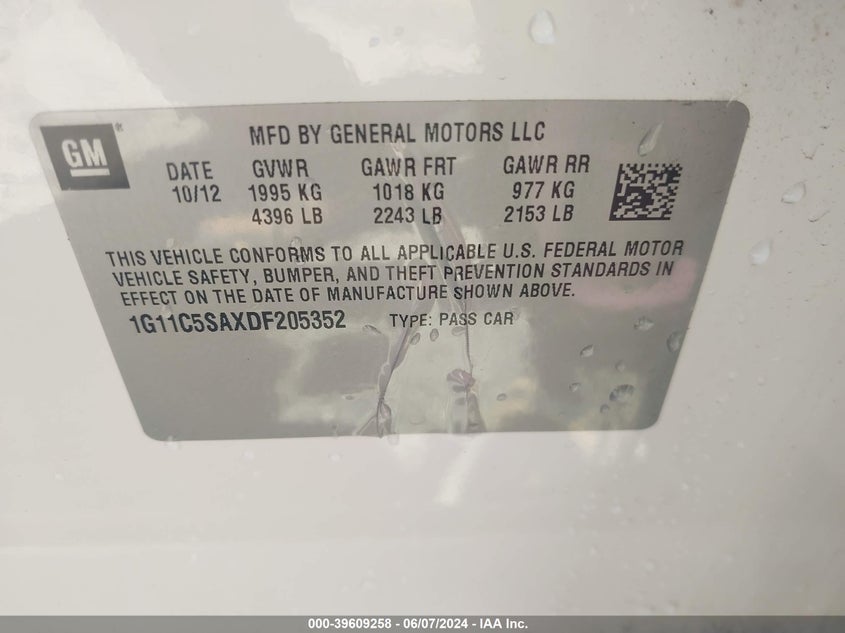 GM
MFD BY GENERAL MOTORS LLC
DATE GVWR GAWR FRT GAWR RR
10/12 1995 KG 1018 KG 977 KG
4396 LB 2243 LB 2153 LB
THIS VEHICLE CONFORMS TO ALL APPLICABLE U.S. FEDERAL MOTOR
VEHICLE SAFETY, BUMPER, AND THEFT PREVENTION STANDARDS IN
EFFECT ON THE DATE OF MANUFACTURE SHOWN ABOVE.
1G11C5SAXDF205352 TYPE: PASS CAR
000-39609258 - 06/07/2024 - IAA Inc.